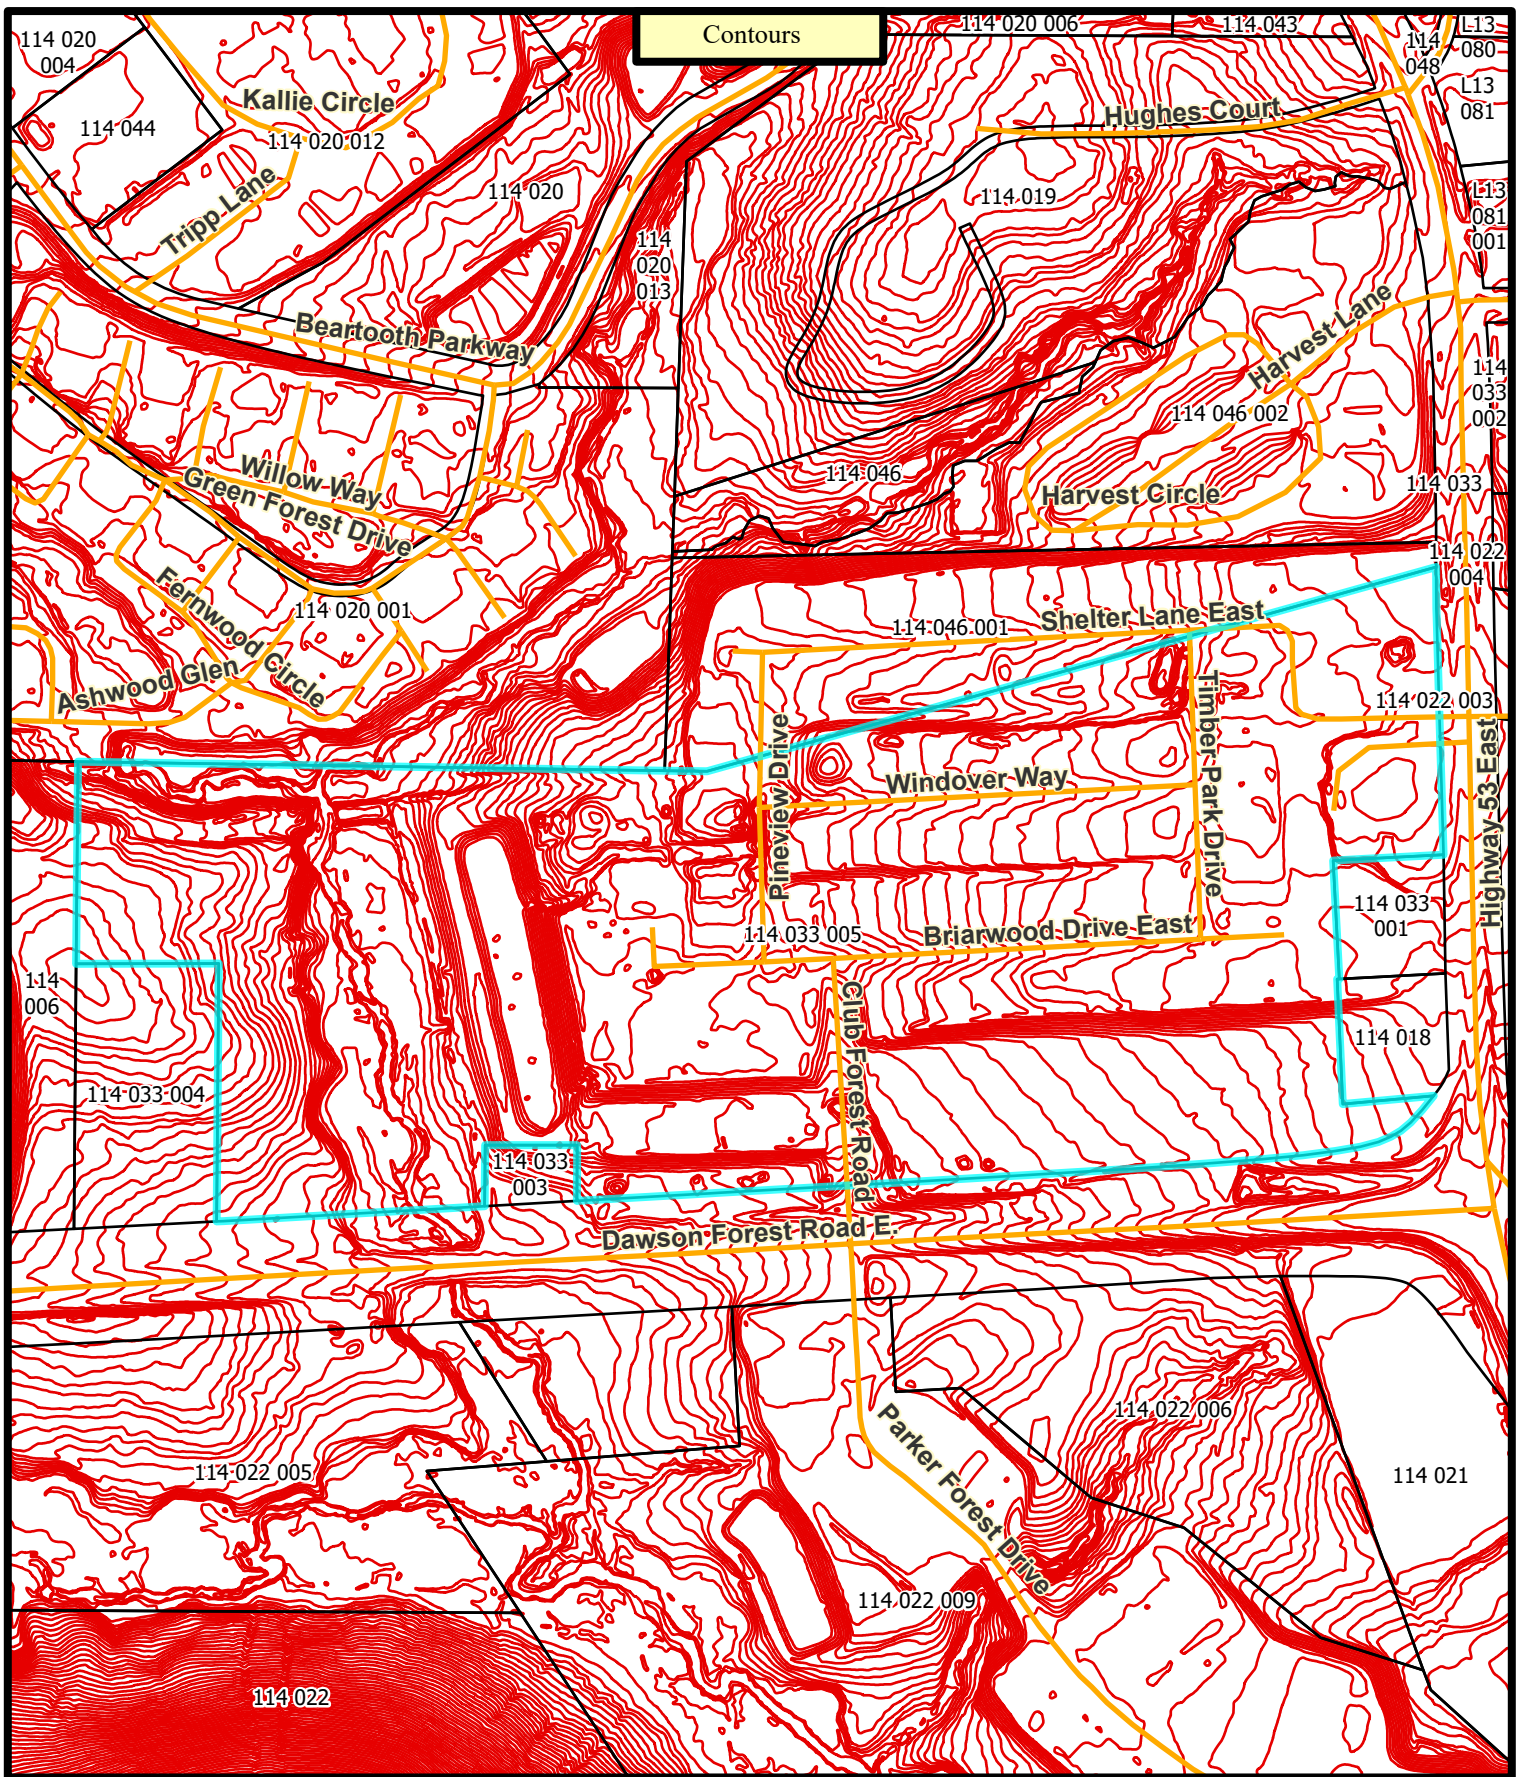 Contours
114 020 006
114 043
L13
080
114 020
004
114
048
L13
081
Kallie Circle
Hughes Court
114 044
114 020 012
Tripp Lane
114 020
114 019
L13
081
001
114
020
013
Beartooth Parkway
Harvest Lane
114
033
002
114 046 002
Willow Way
Green Forest Drive
114 046
Harvest Circle
114 033
114 022
004
Fernwood Circle
114 020 001
Shelter Lane East
114 046 001
Ashwood Glen
Timber Park Drive
114 022 003
Pineview Drive
Highway 53 East
Windover Way
114 033
001
114 033 005
Briarwood Drive East
114
006
Club Forest Road
114 018
114 033 004
114 033
003
Dawson Forest Road E.
Parker Forest Drive
114 022 006
114 022 005
114 021
114 022 009
114 022